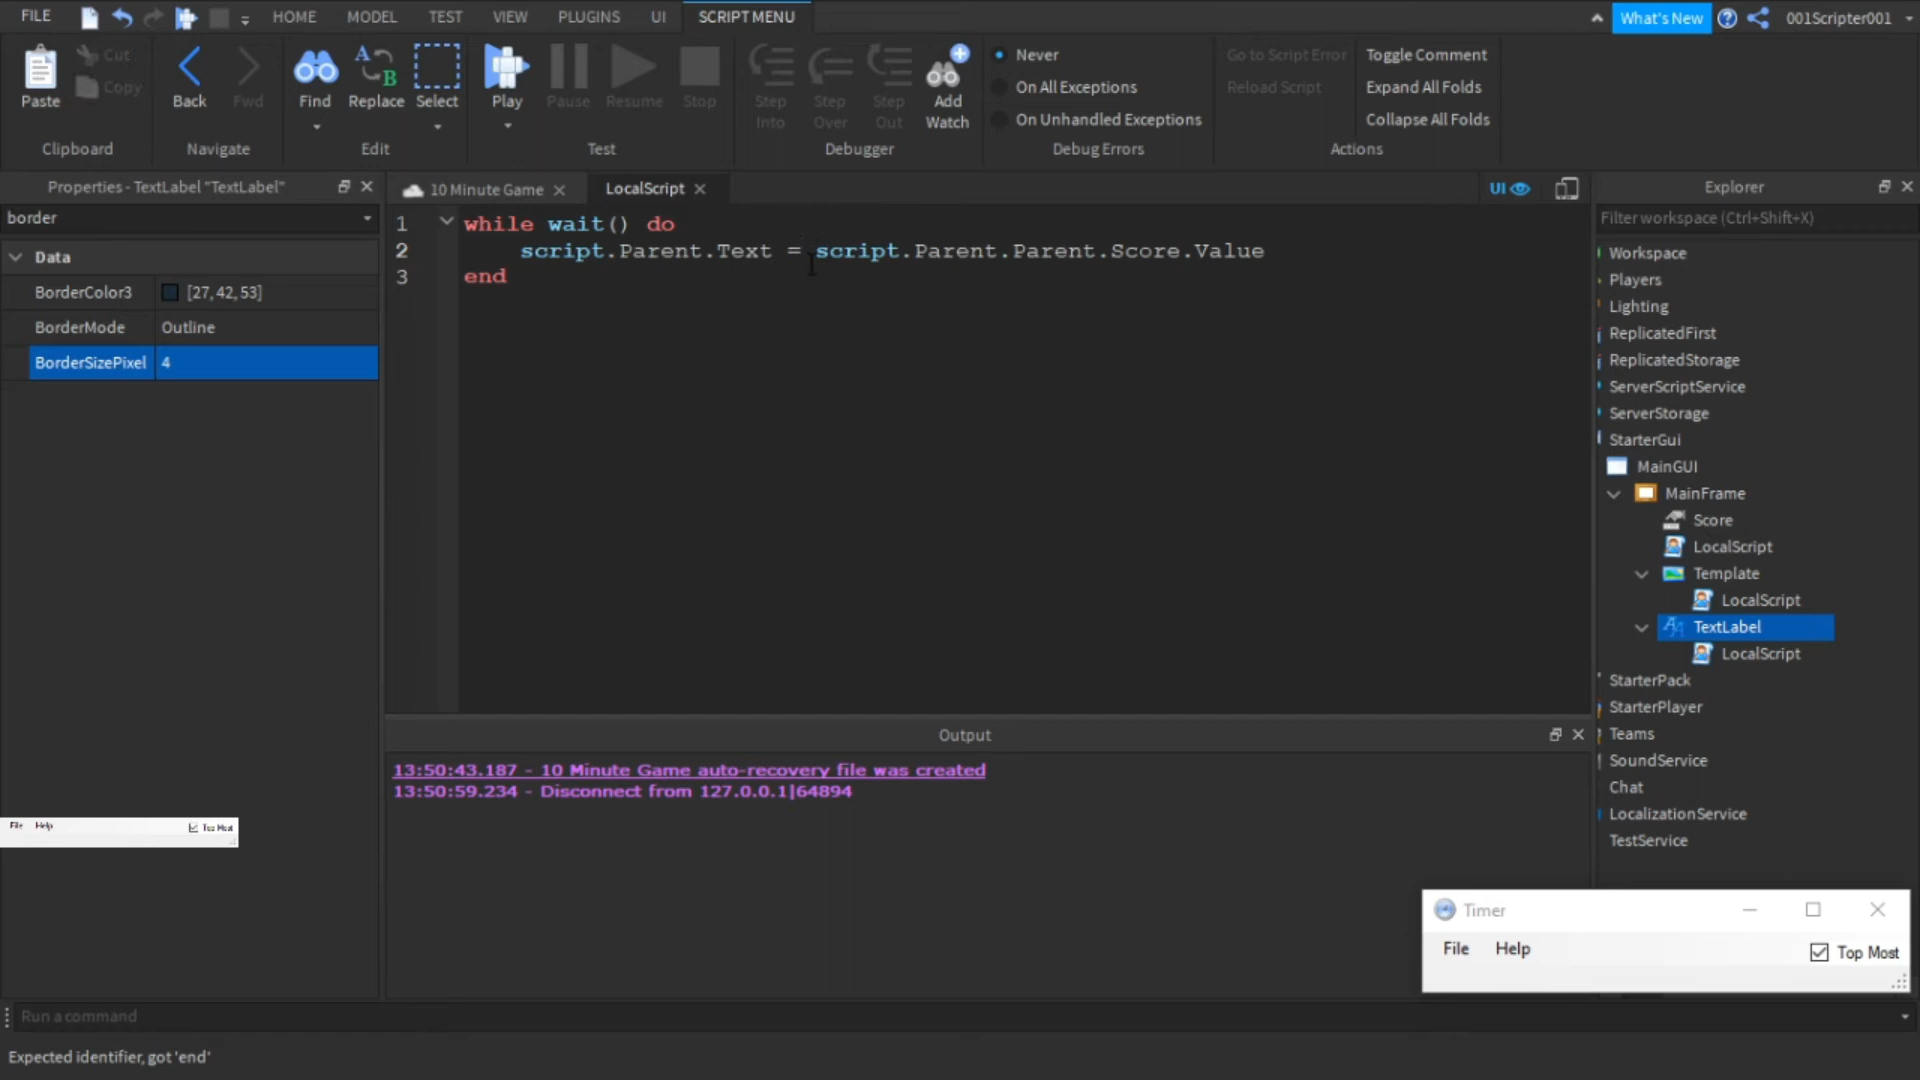 FILE HOME MODEL TEST VIEW PLUGINS UI SCRIPT MENU What's New 001Scripter001
Paste Cut Copy Clipboard
Back Fwd Navigate
Find Replace Select Edit
Play Pause Resume Stop Test
Step Into Step Over Step Out Add Watch Debugger
Never
On All Exceptions
On Unhandled Exceptions
Debug Errors
Go to Script Error
Reload Script
Toggle Comment
Expand All Folds
Collapse All Folds
Actions
Properties - TextLabel "TextLabel"
border
Data
BorderColor3 [27, 42, 53]
BorderMode Outline
BorderSizePixel 4
10 Minute Game LocalScript UI
1 while wait() do
2 script.Parent.Text = script.Parent.Parent.Score.Value
3 end
Output
13:50:43.187 - 10 Minute Game auto-recovery file was created
13:50:59.234 - Disconnect from 127.0.0.1|64894
Explorer
Filter workspace (Ctrl+Shift+X)
Workspace
Players
Lighting
ReplicatedFirst
ReplicatedStorage
ServerScriptService
ServerStorage
StarterGui
MainGUI
MainFrame
Score
LocalScript
Template
LocalScript
TextLabel
LocalScript
StarterPack
StarterPlayer
Teams
SoundService
Chat
LocalizationService
TestService
File Help Top Most
Timer
File Help Top Most
Run a command
Expected identifier, got 'end'